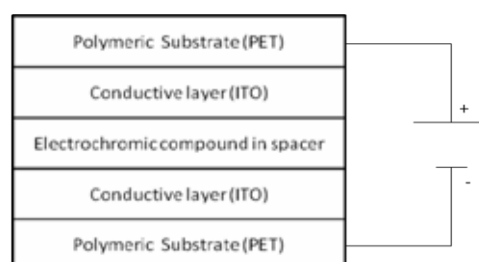 Polymeric Substrate (PET)
Conductive layer (ITO)
Electrochromic compound in spacer
Conductive layer (ITO)
Polymeric Substrate (PET)
+
-